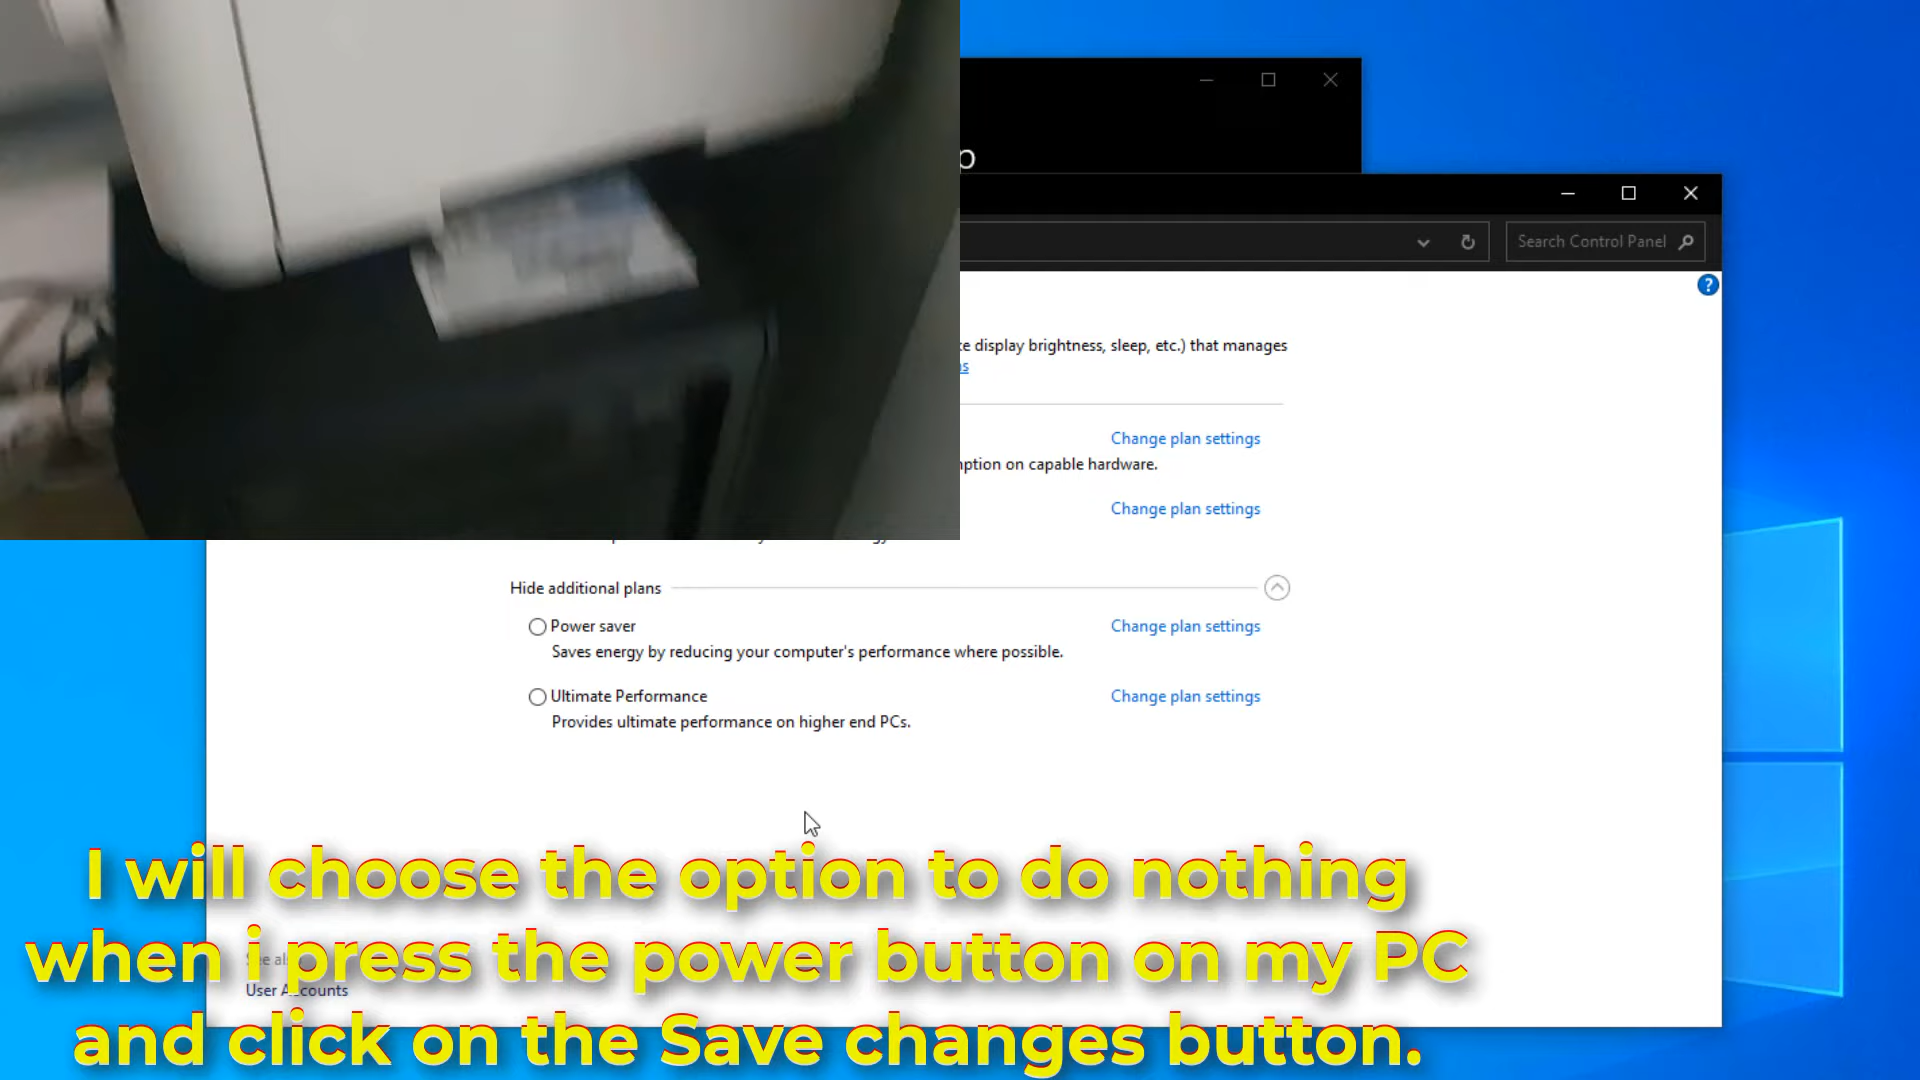 p
Search Control Panel
?
display brightness, sleep, etc.) that manages
Change plan settings
on capable hardware.
Change plan settings
Hide additional plans
Power saver
Change plan settings
Saves energy by reducing your computer's performance where possible.
Ultimate Performance
Change plan settings
Provides ultimate performance on higher end PCs.
I will choose the option to do nothing
when i press the power button on my PC
and click on the Save changes button.
See also
User Accounts